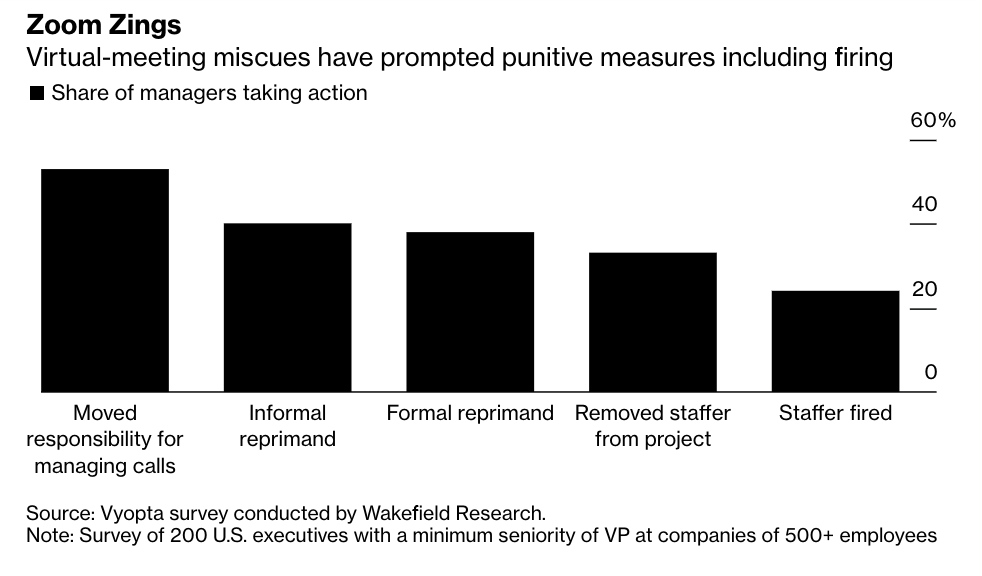 Zoom Zings
Virtual-meeting miscues have prompted punitive measures including firing
Share of managers taking action
60%
40
20
0
Moved
responsibility for
managing calls
Informal
reprimand
Formal reprimand
Removed staffer
from project
Staffer fired
Source: Vyopta survey conducted by Wakefield Research.
Note: Survey of 200 U.S. executives with a minimum seniority of VP at companies of 500+ employees